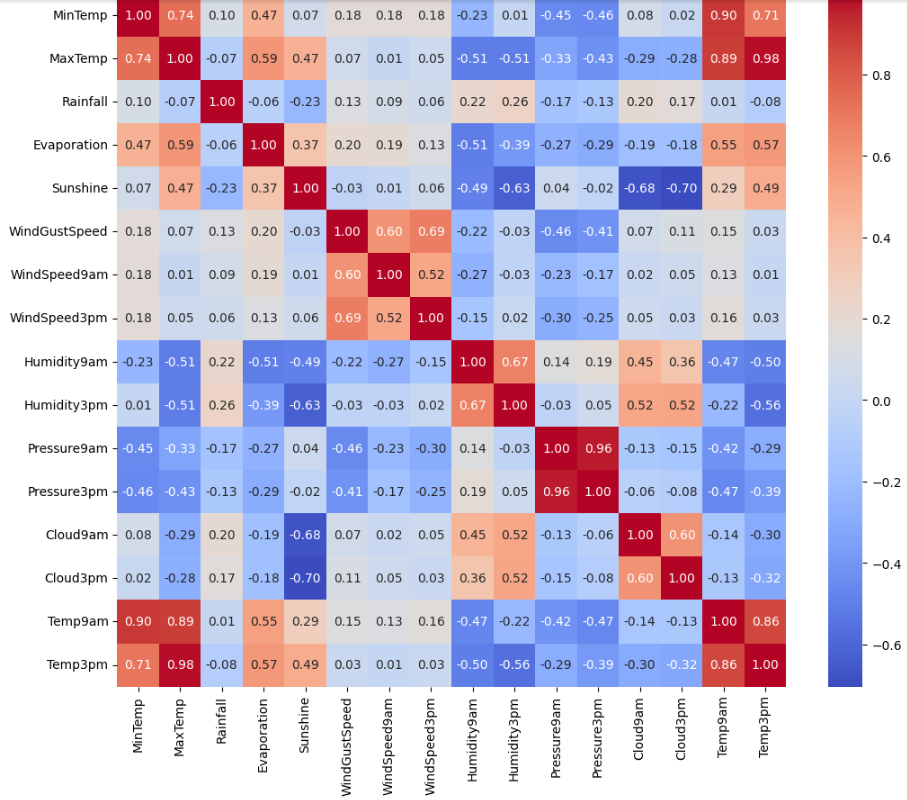 MinTemp 1.00 0.74 0.10 0.47 0.07 0.18 0.18 0.18 -0.23 0.01 -0.45 -0.46 0.08 0.02 0.90 0.71
MaxTemp 0.74 1.00 -0.07 0.59 0.47 0.07 0.01 0.05 -0.51 -0.51 -0.33 -0.43 -0.29 -0.28 0.89 0.98
Rainfall 0.10 -0.07 1.00 -0.06 -0.23 0.13 0.09 0.06 0.22 0.26 -0.17 -0.13 0.20 0.17 0.01 -0.08
Evaporation 0.47 0.59 -0.06 1.00 0.37 0.20 0.19 0.13 -0.51 -0.39 -0.27 -0.29 -0.19 -0.18 0.55 0.57
Sunshine 0.07 0.47 -0.23 0.37 1.00 -0.03 0.01 0.06 -0.49 -0.63 0.04 -0.02 -0.68 -0.70 0.29 0.49
WindGustSpeed 0.18 0.07 0.13 0.20 -0.03 1.00 0.60 0.69 -0.22 -0.03 -0.46 -0.41 0.07 0.11 0.15 0.03
WindSpeed9am 0.18 0.01 0.09 0.19 0.01 0.60 1.00 0.52 -0.27 -0.03 -0.23 -0.17 0.02 0.05 0.13 0.01
WindSpeed3pm 0.18 0.05 0.06 0.13 0.06 0.69 0.52 1.00 -0.15 0.02 -0.30 -0.25 0.05 0.03 0.16 0.03
Humidity9am -0.23 -0.51 0.22 -0.51 -0.49 -0.22 -0.27 -0.15 1.00 0.67 0.14 0.19 0.45 0.36 -0.47 -0.50
Humidity3pm 0.01 -0.51 0.26 -0.39 -0.63 -0.03 -0.03 0.02 0.67 1.00 -0.03 0.05 0.52 0.52 -0.22 -0.56
Pressure9am -0.45 -0.33 -0.17 -0.27 0.04 -0.46 -0.23 -0.30 0.14 -0.03 1.00 0.96 -0.13 -0.15 -0.42 -0.29
Pressure3pm -0.46 -0.43 -0.13 -0.29 -0.02 -0.41 -0.17 -0.25 0.19 0.05 0.96 1.00 -0.06 -0.08 -0.47 -0.39
Cloud9am 0.08 -0.29 0.20 -0.19 -0.68 0.07 0.02 0.05 0.45 0.52 -0.13 -0.06 1.00 0.60 -0.14 -0.30
Cloud3pm 0.02 -0.28 0.17 -0.18 -0.70 0.11 0.05 0.03 0.36 0.52 -0.15 -0.08 0.60 1.00 -0.13 -0.32
Temp9am 0.90 0.89 0.01 0.55 0.29 0.15 0.13 0.16 -0.47 -0.22 -0.42 -0.47 -0.14 -0.13 1.00 0.86
Temp3pm 0.71 0.98 -0.08 0.57 0.49 0.03 0.01 0.03 -0.50 -0.56 -0.29 -0.39 -0.30 -0.32 0.86 1.00
MinTemp
MaxTemp
Rainfall
Evaporation
Sunshine
WindGustSpeed
WindSpeed9am
WindSpeed3pm
Humidity9am
Humidity3pm
Pressure9am
Pressure3pm
Cloud9am
Cloud3pm
Temp9am
Temp3pm
0.8
0.6
0.4
0.2
0.0
−0.2
−0.4
−0.6